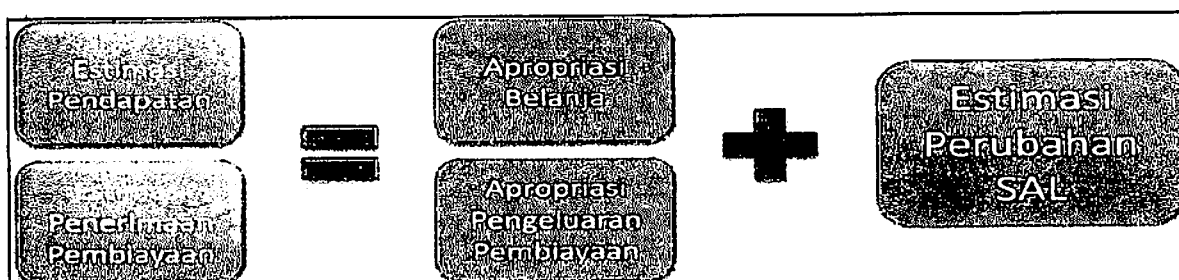 Estimasi
Pendapatan
Penerimaan
Pembiayaan
=
Apropriasi
Belanja
Apropriasi
Pengeluaran
Pembiayaan
+
Estimasi
Perubahan
SAL